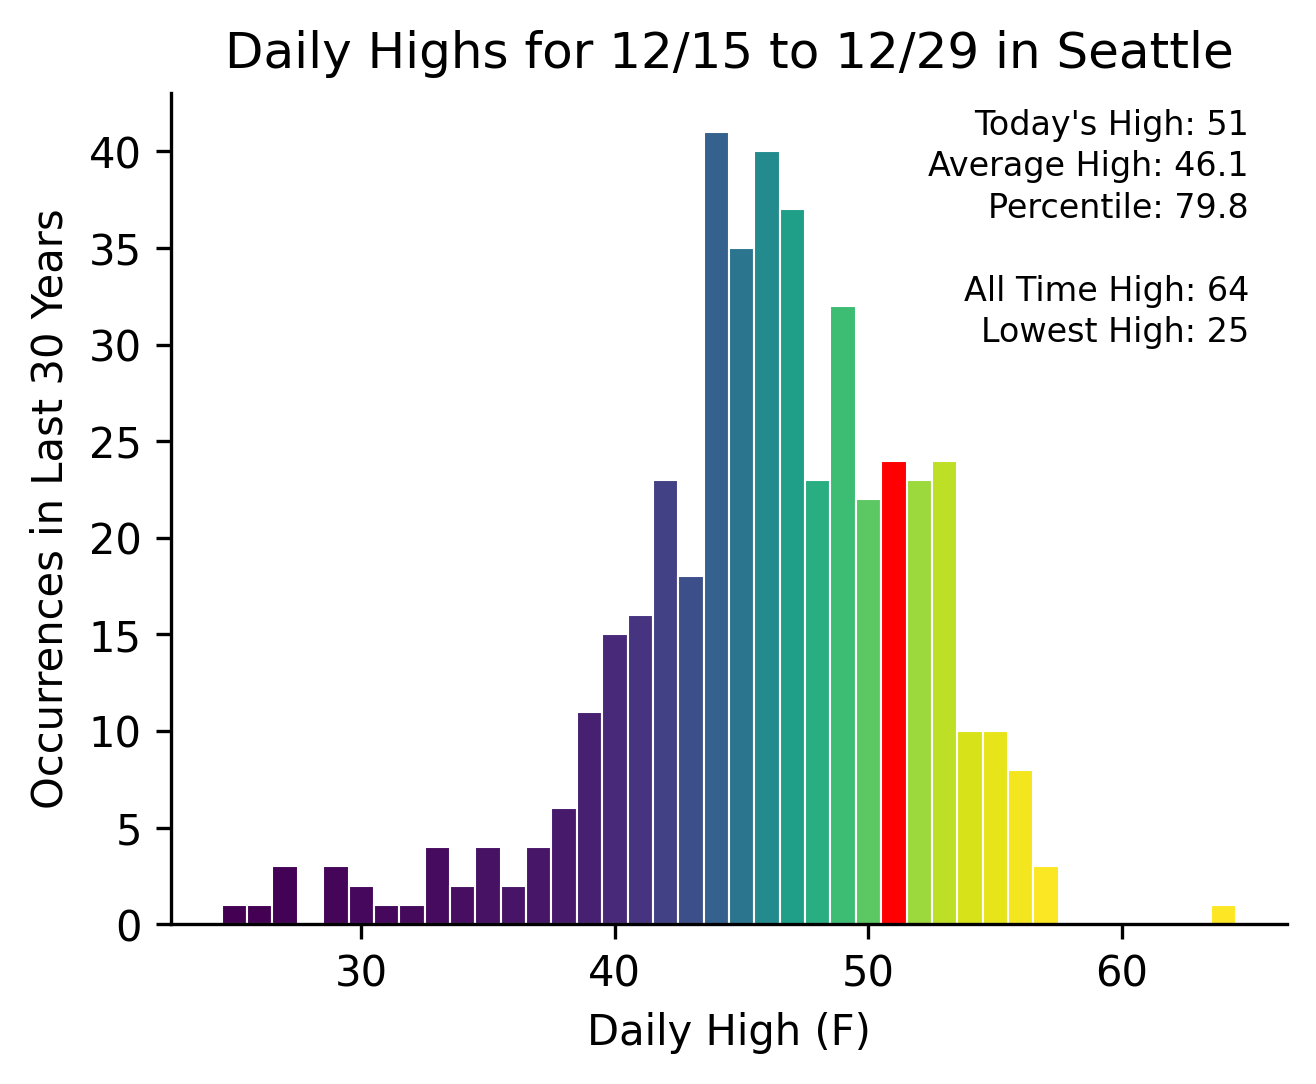 Daily Highs for 12/15 to 12/29 in Seattle
Today's High: 51
Average High: 46.1
Percentile: 79.8
All Time High: 64
Lowest High: 25
Occurrences in Last 30 Years
40
35
30
25
20
15
10
5
0
30 40 50 60
Daily High (F)